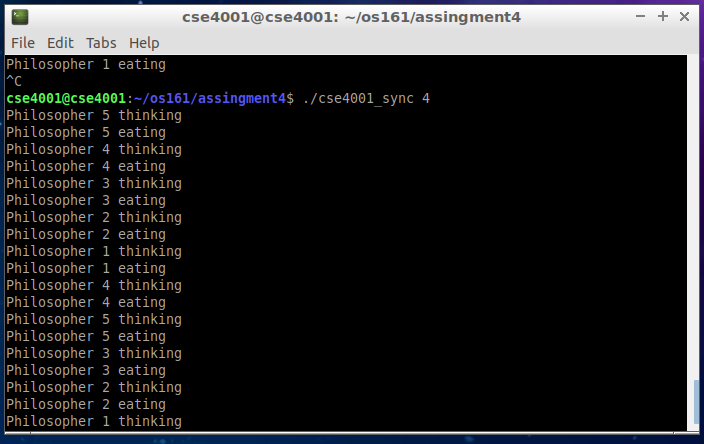 cse4001@cse4001: ~/os161/assingment4
File Edit Tabs Help
Philosopher 1 eating
^C
cse4001@cse4001:~/os161/assingment4$ ./cse4001_sync 4
Philosopher 5 thinking
Philosopher 5 eating
Philosopher 4 thinking
Philosopher 4 eating
Philosopher 3 thinking
Philosopher 3 eating
Philosopher 2 thinking
Philosopher 2 eating
Philosopher 1 thinking
Philosopher 1 eating
Philosopher 4 thinking
Philosopher 4 eating
Philosopher 5 thinking
Philosopher 5 eating
Philosopher 3 thinking
Philosopher 3 eating
Philosopher 2 thinking
Philosopher 2 eating
Philosopher 1 thinking